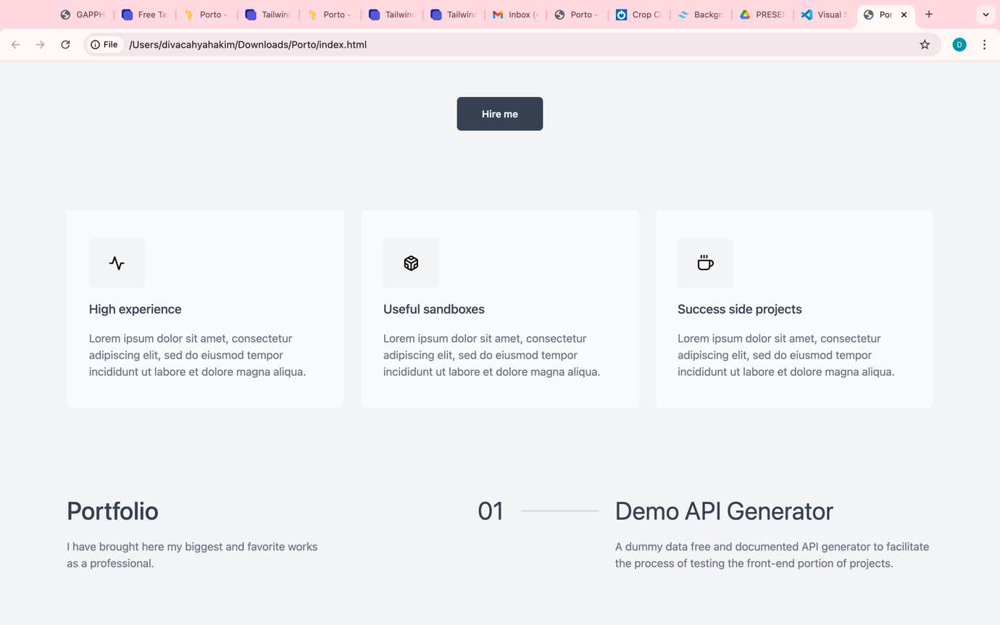 GAPPH
Free Ta
Porto -
Tailwind
Porto -
Tailwind
Tailwind
Inbox (
Porto -
Crop Ci
Backgr
PRESEN
Visual S
Por
File
/Users/divacahyahakim/Downloads/Porto/index.html
D
Hire me
High experience
Lorem ipsum dolor sit amet, consectetur
adipiscing elit, sed do eiusmod tempor
incididunt ut labore et dolore magna aliqua.
Useful sandboxes
Lorem ipsum dolor sit amet, consectetur
adipiscing elit, sed do eiusmod tempor
incididunt ut labore et dolore magna aliqua.
Success side projects
Lorem ipsum dolor sit amet, consectetur
adipiscing elit, sed do eiusmod tempor
incididunt ut labore et dolore magna aliqua.
Portfolio
I have brought here my biggest and favorite works
as a professional.
01
Demo API Generator
A dummy data free and documented API generator to facilitate
the process of testing the front-end portion of projects.